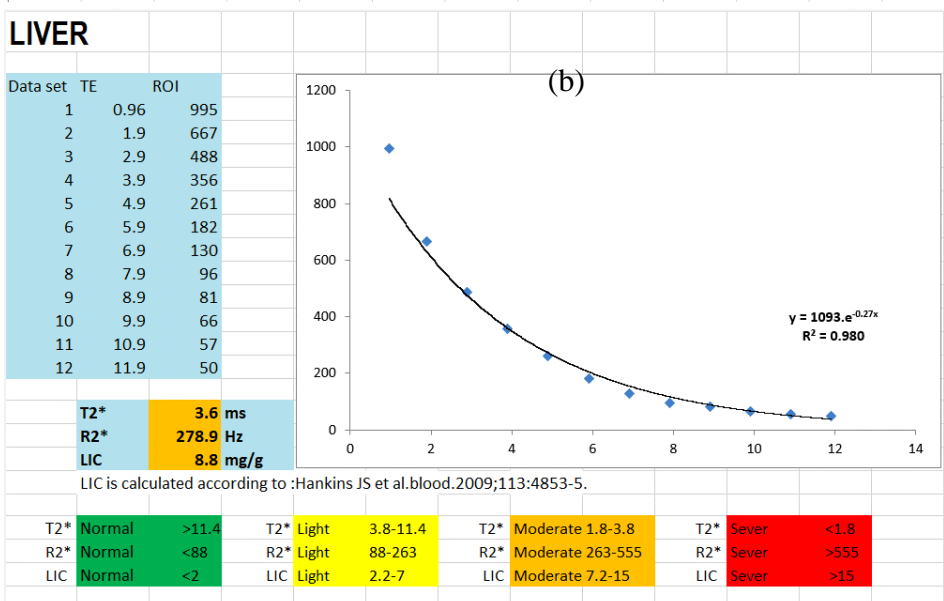 LIVER
(b)
Data set TE ROI
1 0.96 995
2 1.9 667
3 2.9 488
4 3.9 356
5 4.9 261
6 5.9 182
7 6.9 130
8 7.9 96
9 8.9 81
10 9.9 66
11 10.9 57
12 11.9 50
1200
1000
800
600
400
200
0
0 2 4 6 8 10 12 14
y = 1093.e^-0.27x
R² = 0.980
T2* 3.6 ms
R2* 278.9 Hz
LIC 8.8 mg/g
LIC is calculated according to :Hankins JS et al.blood.2009;113:4853-5.
T2* Normal >11.4 T2* Light 3.8-11.4 T2* Moderate 1.8-3.8 T2* Sever <1.8
R2* Normal <88 R2* Light 88-263 R2* Moderate 263-555 R2* Sever >555
LIC Normal <2 LIC Light 2.2-7 LIC Moderate 7.2-15 LIC Sever >15